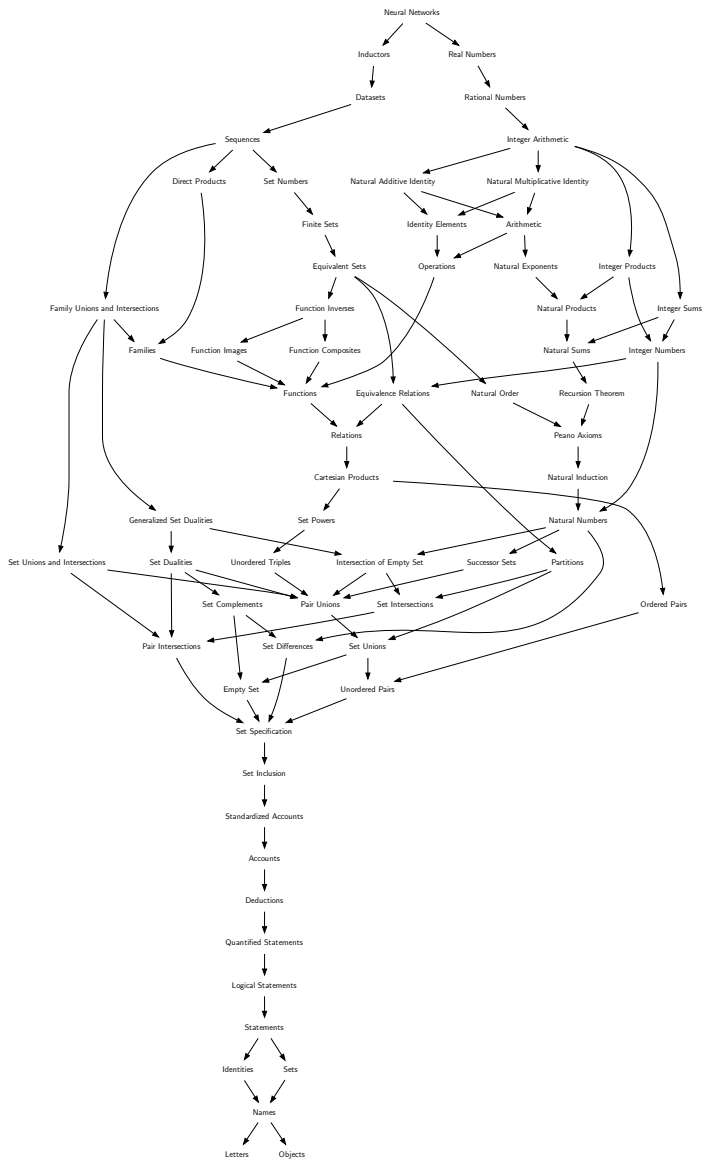 Neural Networks
Inductors
Real Numbers
Datasets
Rational Numbers
Sequences
Integer Arithmetic
Direct Products
Set Numbers
Natural Additive Identity
Natural Multiplicative Identity
Finite Sets
Identity Elements
Arithmetic
Equivalent Sets
Operations
Natural Exponents
Integer Products
Family Unions and Intersections
Function Inverses
Natural Products
Integer Sums
Families
Function Images
Function Composites
Natural Sums
Integer Numbers
Functions
Equivalence Relations
Natural Order
Recursion Theorem
Relations
Peano Axioms
Cartesian Products
Natural Induction
Generalized Set Dualities
Set Powers
Natural Numbers
Set Unions and Intersections
Set Dualities
Unordered Triples
Intersection of Empty Set
Successor Sets
Partitions
Set Complements
Pair Unions
Set Intersections
Ordered Pairs
Pair Intersections
Set Differences
Set Unions
Empty Set
Unordered Pairs
Set Specification
Set Inclusion
Standardized Accounts
Accounts
Deductions
Quantified Statements
Logical Statements
Statements
Identities
Sets
Names
Letters
Objects